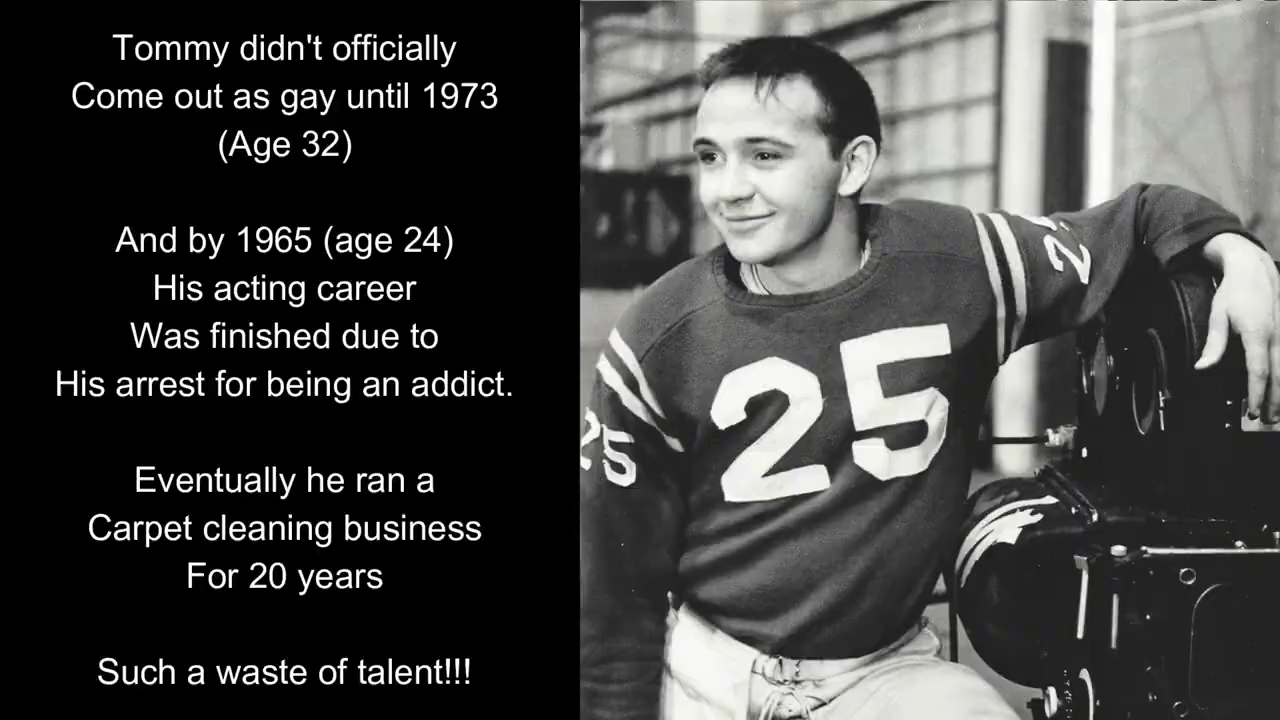 Tommy didn't officially
Come out as gay until 1973
(Age 32)
And by 1965 (age 24)
His acting career
Was finished due to
His arrest for being an addict.
Eventually he ran a
Carpet cleaning business
For 20 years
Such a waste of talent!!!
25
25
2